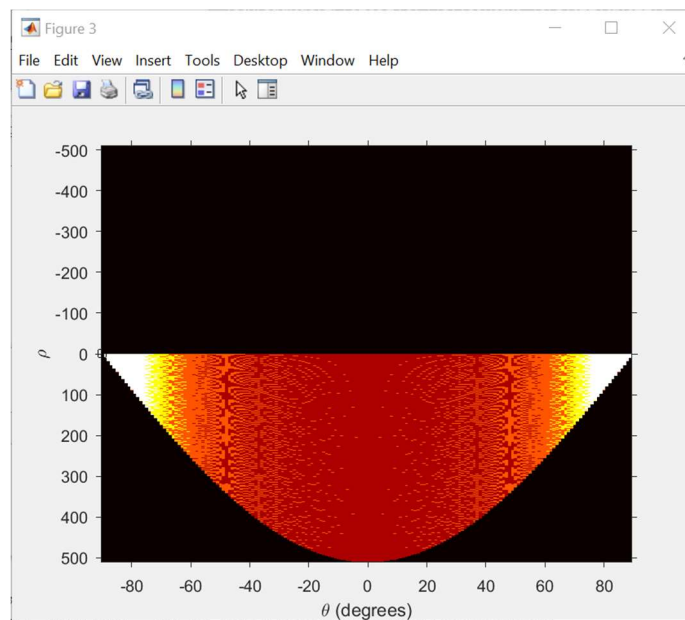 Figure 3
File Edit View Insert Tools Desktop Window Help
-500
-400
-300
-200
-100
0
100
200
300
400
500
ρ
-80 -60 -40 -20 0 20 40 60 80
θ (degrees)